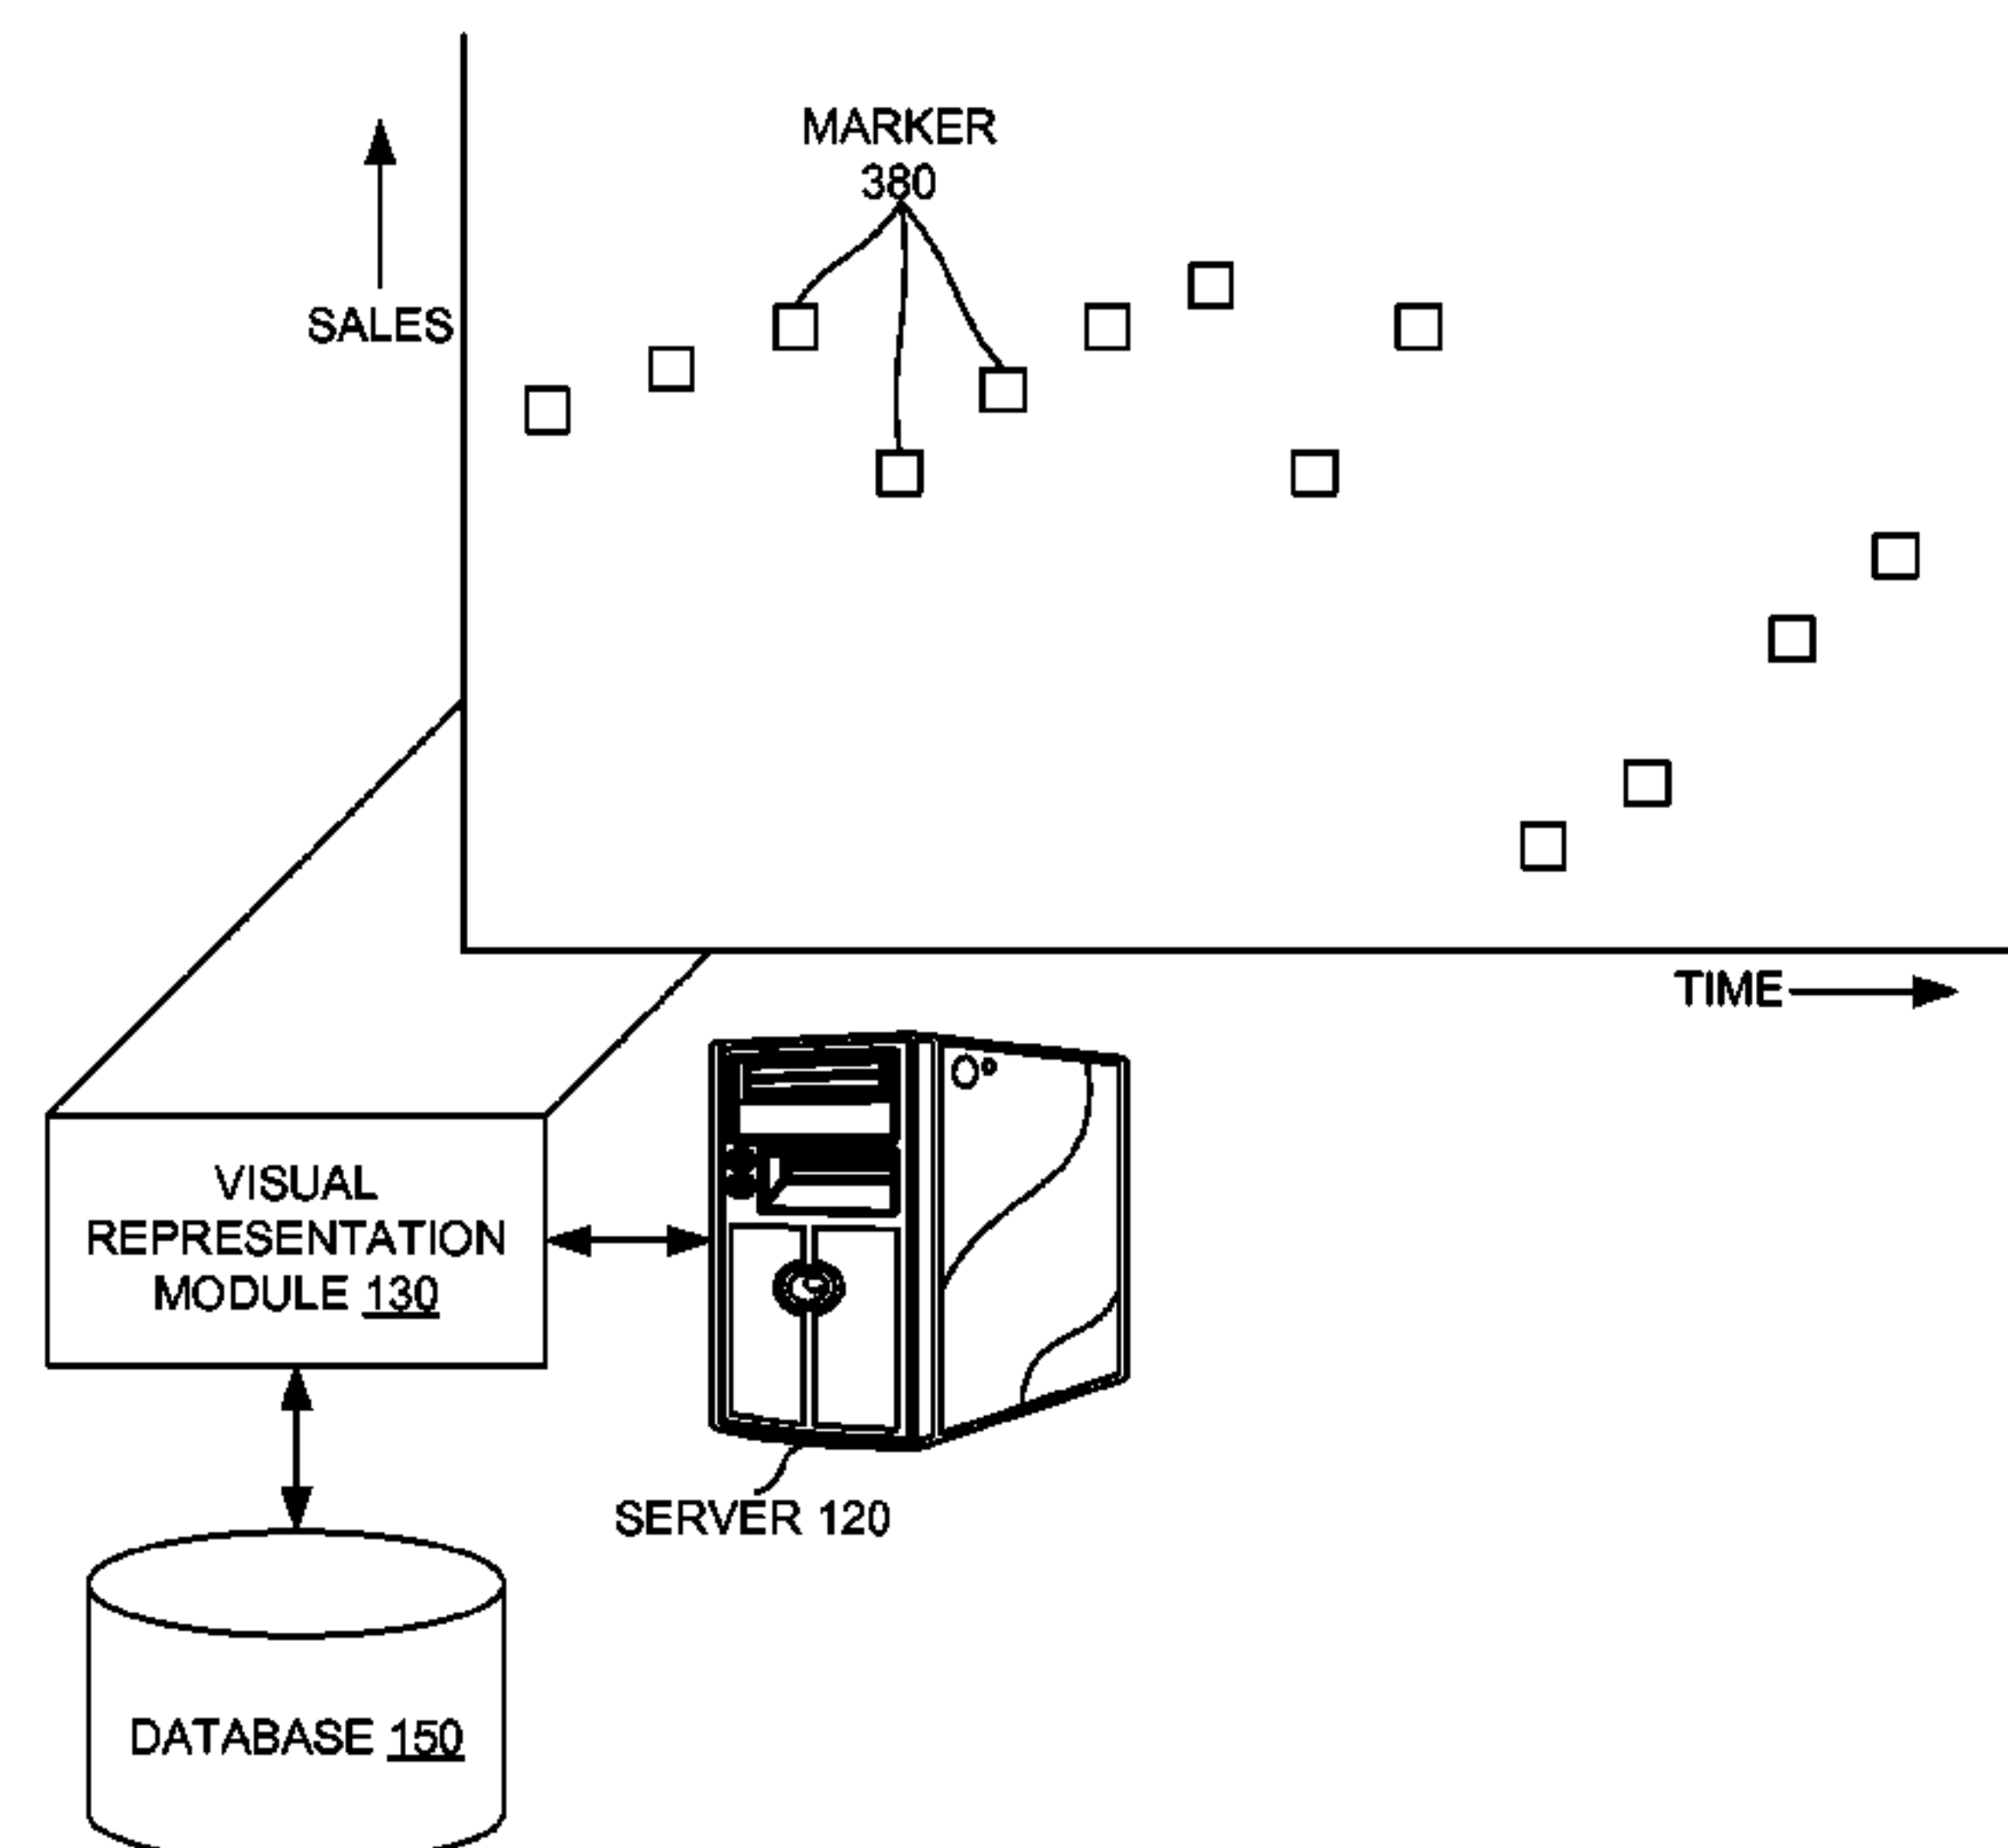 MARKER
380
SALES
TIME
VISUAL
REPRESENTATION
MODULE 130
SERVER 120
DATABASE 150